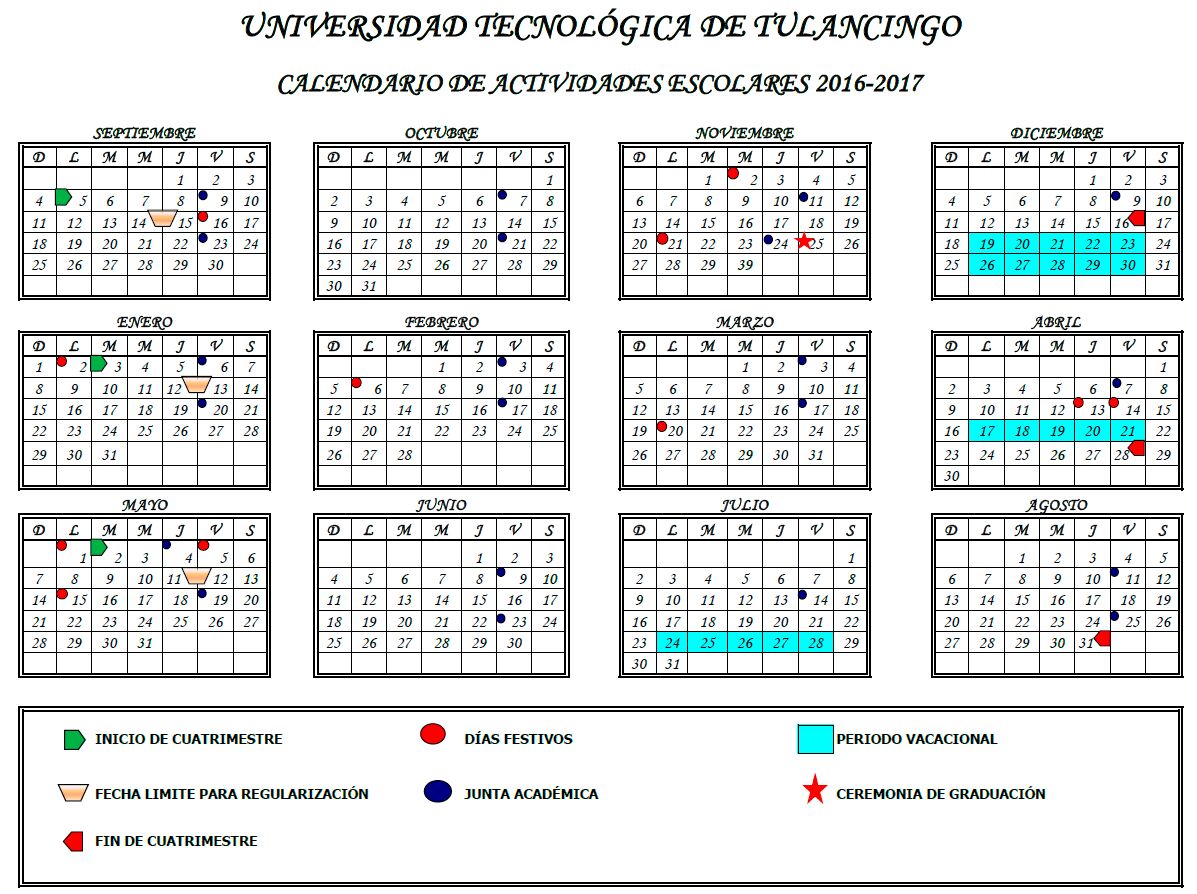 UNIVERSIDAD TECNOLÓGICA DE TULANCINGO
CALENDARIO DE ACTIVIDADES ESCOLARES 2016-2017
SEPTIEMBRE OCTUBRE NOVIEMBRE DICIEMBRE
D L M M J V S D L M M J V S D L M M J V S D L M M J V S
1 2 3 1 1 2 3 4 5 1 2 3
4 5 6 7 8 9 10 2 3 4 5 6 7 8 6 7 8 9 10 11 12 4 5 6 7 8 9 10
11 12 13 14 15 16 17 9 10 11 12 13 14 15 13 14 15 16 17 18 19 11 12 13 14 15 16 17
18 19 20 21 22 23 24 16 17 18 19 20 21 22 20 21 22 23 24 25 26 18 19 20 21 22 23 24
25 26 27 28 29 30 23 24 25 26 27 28 29 27 28 29 39 25 26 27 28 29 30 31
30 31
ENERO FEBRERO MARZO ABRIL
D L M M J V S D L M M J V S D L M M J V S D L M M J V S
1 2 3 4 5 6 7 1 2 3 4 1 2 3 4 1
8 9 10 11 12 13 14 5 6 7 8 9 10 11 5 6 7 8 9 10 11 2 3 4 5 6 7 8
15 16 17 18 19 20 21 12 13 14 15 16 17 18 12 13 14 15 16 17 18 9 10 11 12 13 14 15
22 23 24 25 26 27 28 19 20 21 22 23 24 25 19 20 21 22 23 24 25 16 17 18 19 20 21 22
29 30 31 26 27 28 26 27 28 29 30 31 23 24 25 26 27 28 29
30
MAYO JUNIO JULIO AGOSTO
D L M M J V S D L M M J V S D L M M J V S D L M M J V S
1 2 3 4 5 6 1 2 3 1 1 2 3 4 5
7 8 9 10 11 12 13 4 5 6 7 8 9 10 2 3 4 5 6 7 8 6 7 8 9 10 11 12
14 15 16 17 18 19 20 11 12 13 14 15 16 17 9 10 11 12 13 14 15 13 14 15 16 17 18 19
21 22 23 24 25 26 27 18 19 20 21 22 23 24 16 17 18 19 20 21 22 20 21 22 23 24 25 26
28 29 30 31 25 26 27 28 29 30 23 24 25 26 27 28 29 27 28 29 30 31
30 31
INICIO DE CUATRIMESTRE DÍAS FESTIVOS PERIODO VACACIONAL
FECHA LIMITE PARA REGULARIZACIÓN JUNTA ACADÉMICA CEREMONIA DE GRADUACIÓN
FIN DE CUATRIMESTRE